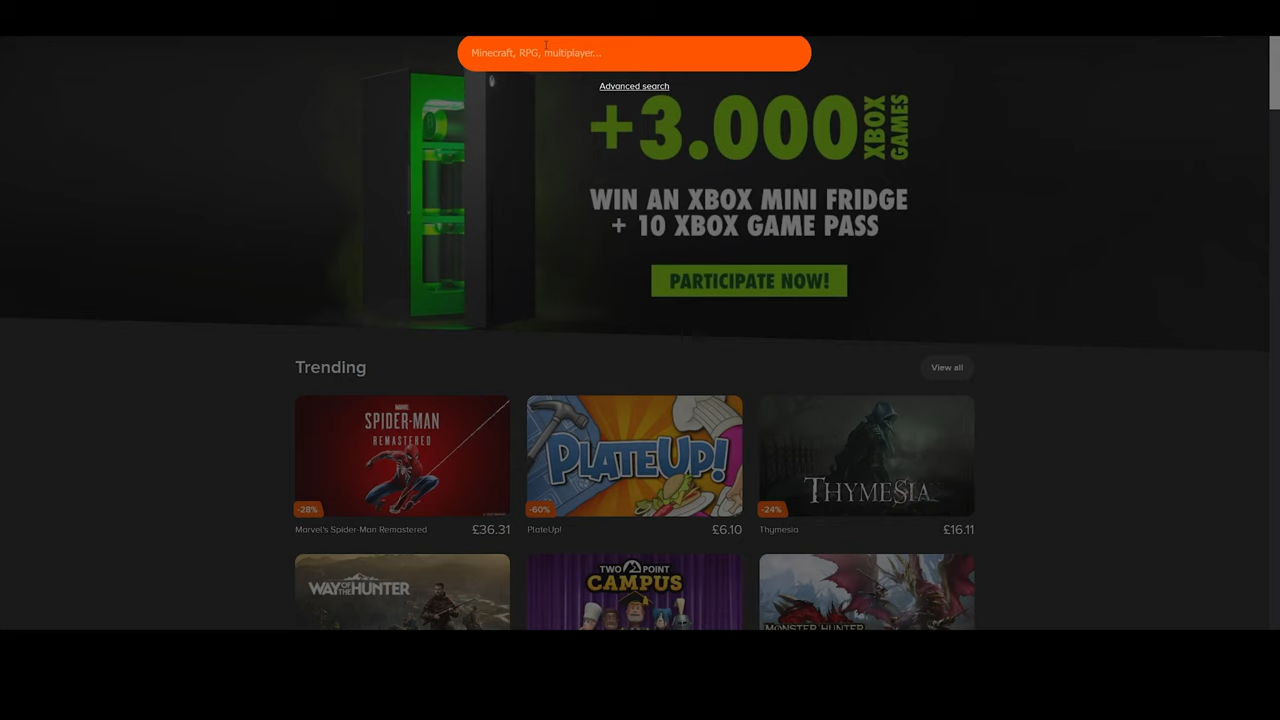 Minecraft, RPG, multiplayer...
Advanced search
+3.000 XBOX GAMES
WIN AN XBOX MINI FRIDGE
+ 10 XBOX GAME PASS
PARTICIPATE NOW!
Trending
View all
MARVEL
SPIDER-MAN
REMASTERED
PLATEUP!
THYMESIA
-28%
-60%
-24%
Marvel's Spider-Man Remastered £36.31
PlateUp! £6.10
Thymesia £16.11
WAY OF THE HUNTER
TWO POINT
CAMPUS
MONSTER HUNTER